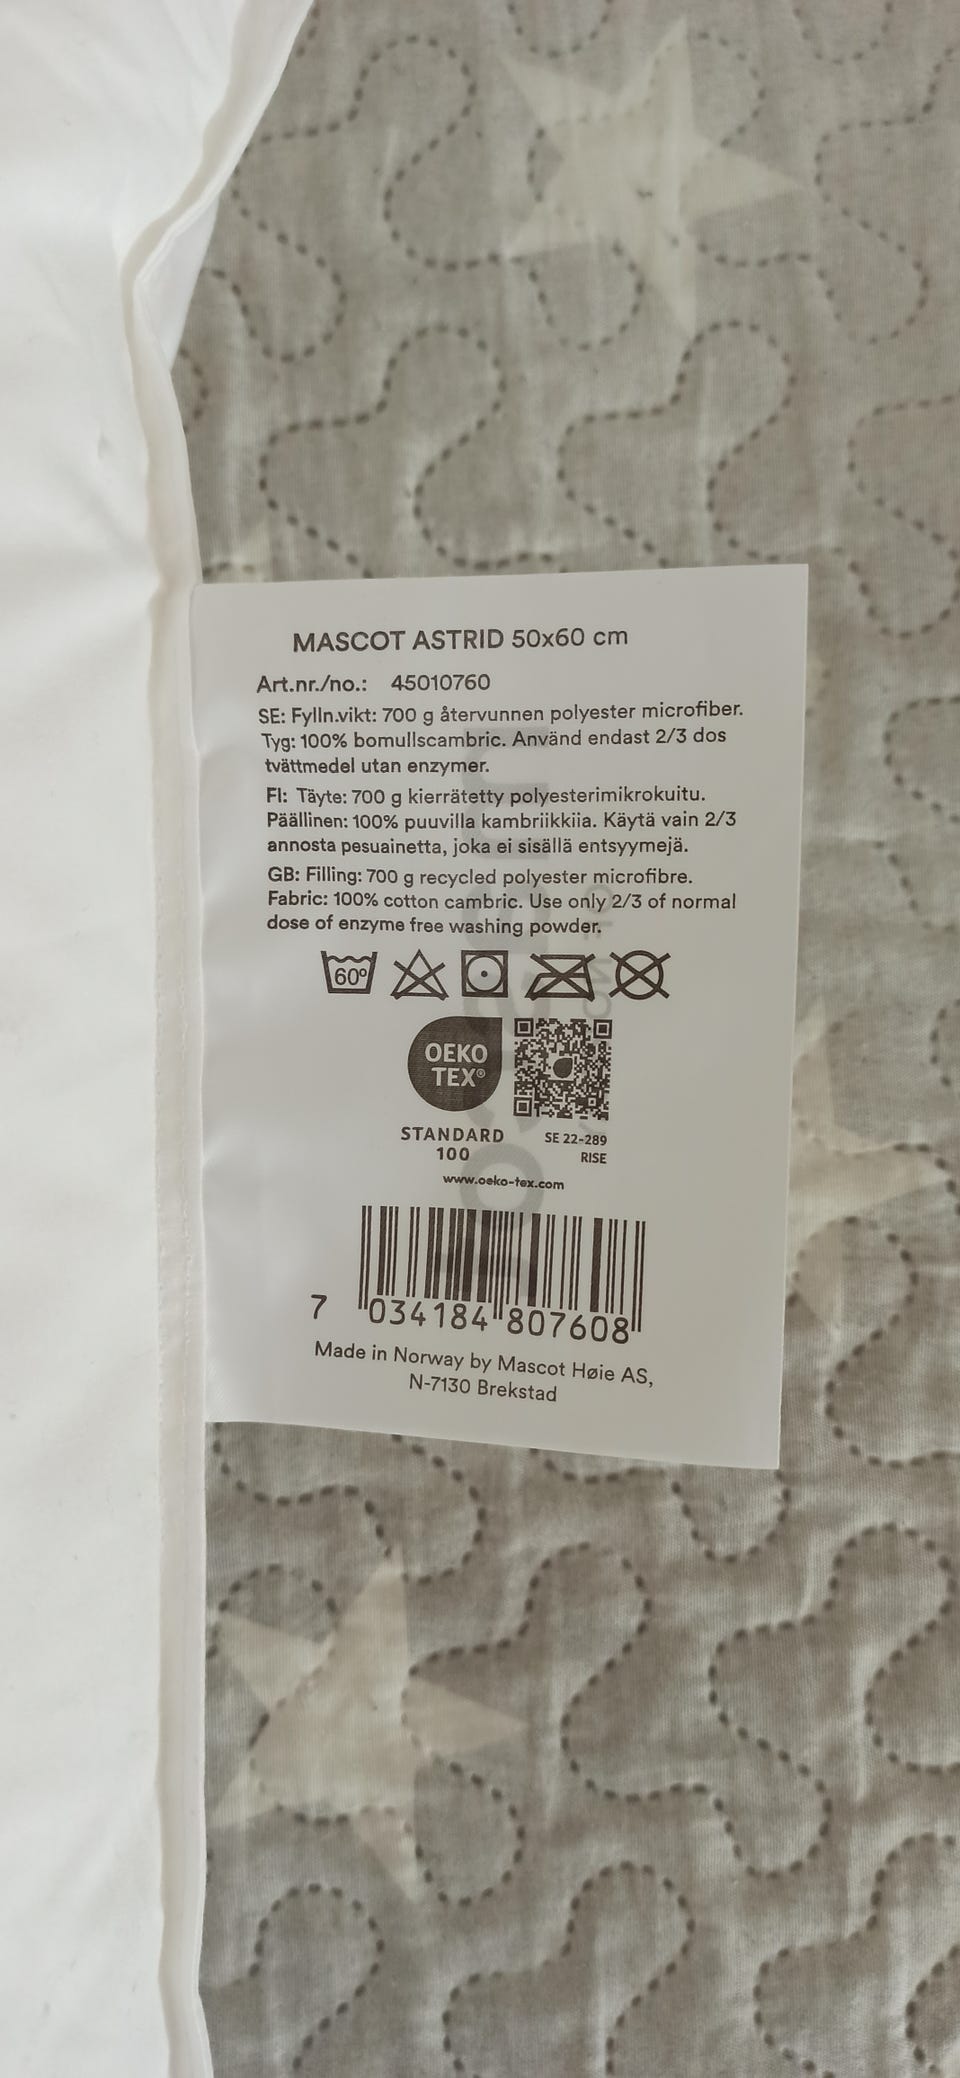 MASCOT ASTRID 50x60 cm
Art.nr./no.: 45010760
SE: Fylln.vikt: 700 g återvunnen polyester microfiber.
Tyg: 100% bomullscambric. Använd endast 2/3 dos
tvättmedel utan enzymer.
FI: Täyte: 700 g kierrätetty polyesterimikrokuitu.
Päällinen: 100% puuvilla kambriikkiia. Käytä vain 2/3
annosta pesuainetta, joka ei sisällä entsyymejä.
GB: Filling: 700 g recycled polyester microfibre.
Fabric: 100% cotton cambric. Use only 2/3 of normal
dose of enzyme free washing powder.
60º
OEKO
TEX®
STANDARD
100
SE 22-289
RISE
www.oeko-tex.com
7 034184 807608
Made in Norway by Mascot Høie AS,
N-7130 Brekstad